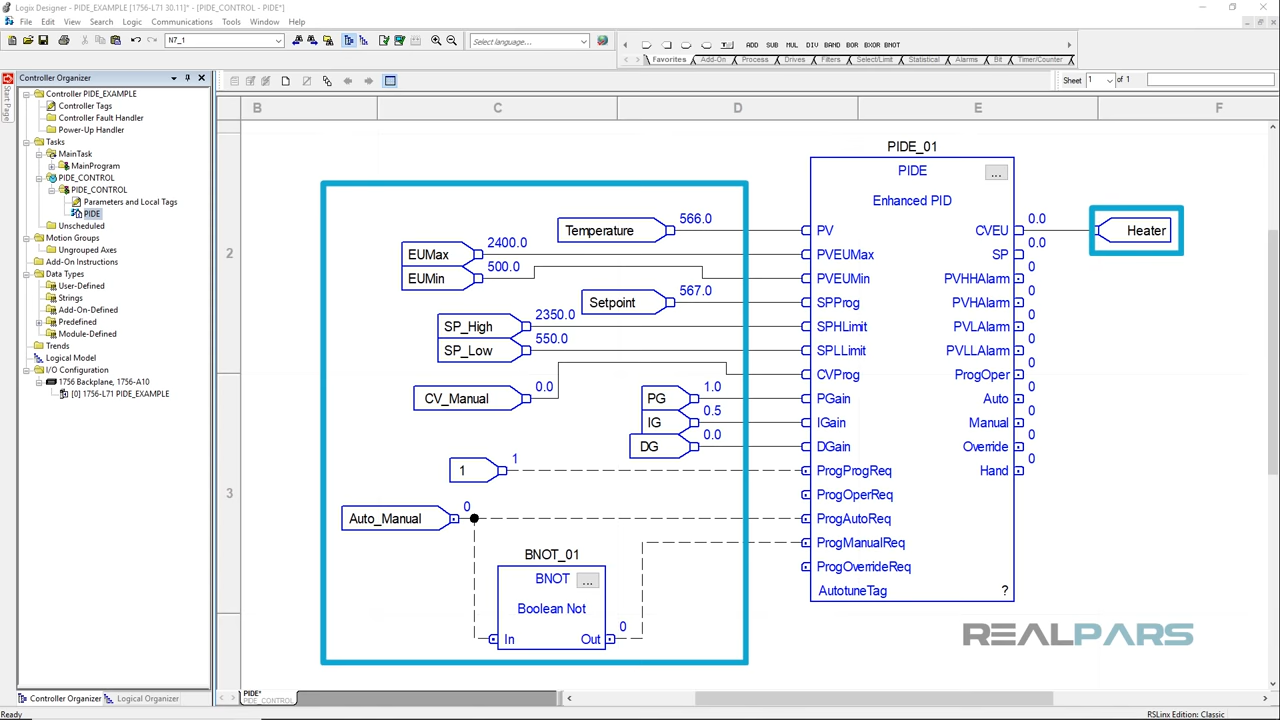 Logix Designer - PIDE_EXAMPLE [1756-L71 30.11]* - [PIDE_CONTROL - PIDE*]
File Edit View Search Logic Communications Tools Window Help
N7_1
Select language...
ADD SUB MUL DIV BAND BOR BXOR BNOT
Favorites Add-On Process Drives Filters Select/Limit Statistical Alarms Bit Timer/Counter
Start Page
Controller Organizer
Sheet 1 of 1
Controller PIDE_EXAMPLE
Controller Tags
Controller Fault Handler
Power-Up Handler
Tasks
MainTask
MainProgram
PIDE_CONTROL
PIDE_CONTROL
Parameters and Local Tags
PIDE
Unscheduled
Motion Groups
Ungrouped Axes
Add-On Instructions
Data Types
User-Defined
Strings
Add-On-Defined
Predefined
Module-Defined
Trends
Logical Model
I/O Configuration
1756 Backplane, 1756-A10
[0] 1756-L71 PIDE_EXAMPLE
B C D E F
2
3
PIDE_01
PIDE
...
Enhanced PID
Temperature 566.0 PV CVEU 0.0 Heater
EUMax 2400.0 PVEUMax SP 0.0
EUMin 500.0 PVEUMin PVHHAlarm 0
Setpoint 567.0 SPProg PVHAlarm 0
SP_High 2350.0 SPHLimit PVLAlarm 0
SP_Low 550.0 SPLLimit PVLLAlarm 0
CVProg ProgOper 0
CV_Manual 0.0 PG 1.0 PGain Auto 0
IG 0.5 IGain Manual 0
DG 0.0 DGain Override 0
1 1 ProgProgReq Hand 0
ProgOperReq
Auto_Manual 0 ProgAutoReq
ProgManualReq
BNOT_01
ProgOverrideReq
BNOT ...
AutotuneTag ?
Boolean Not
In Out 0
REALPARS
PIDE*
PIDE_CONTROL
Controller Organizer Logical Organizer
Ready
RSLinx Edition: Classic